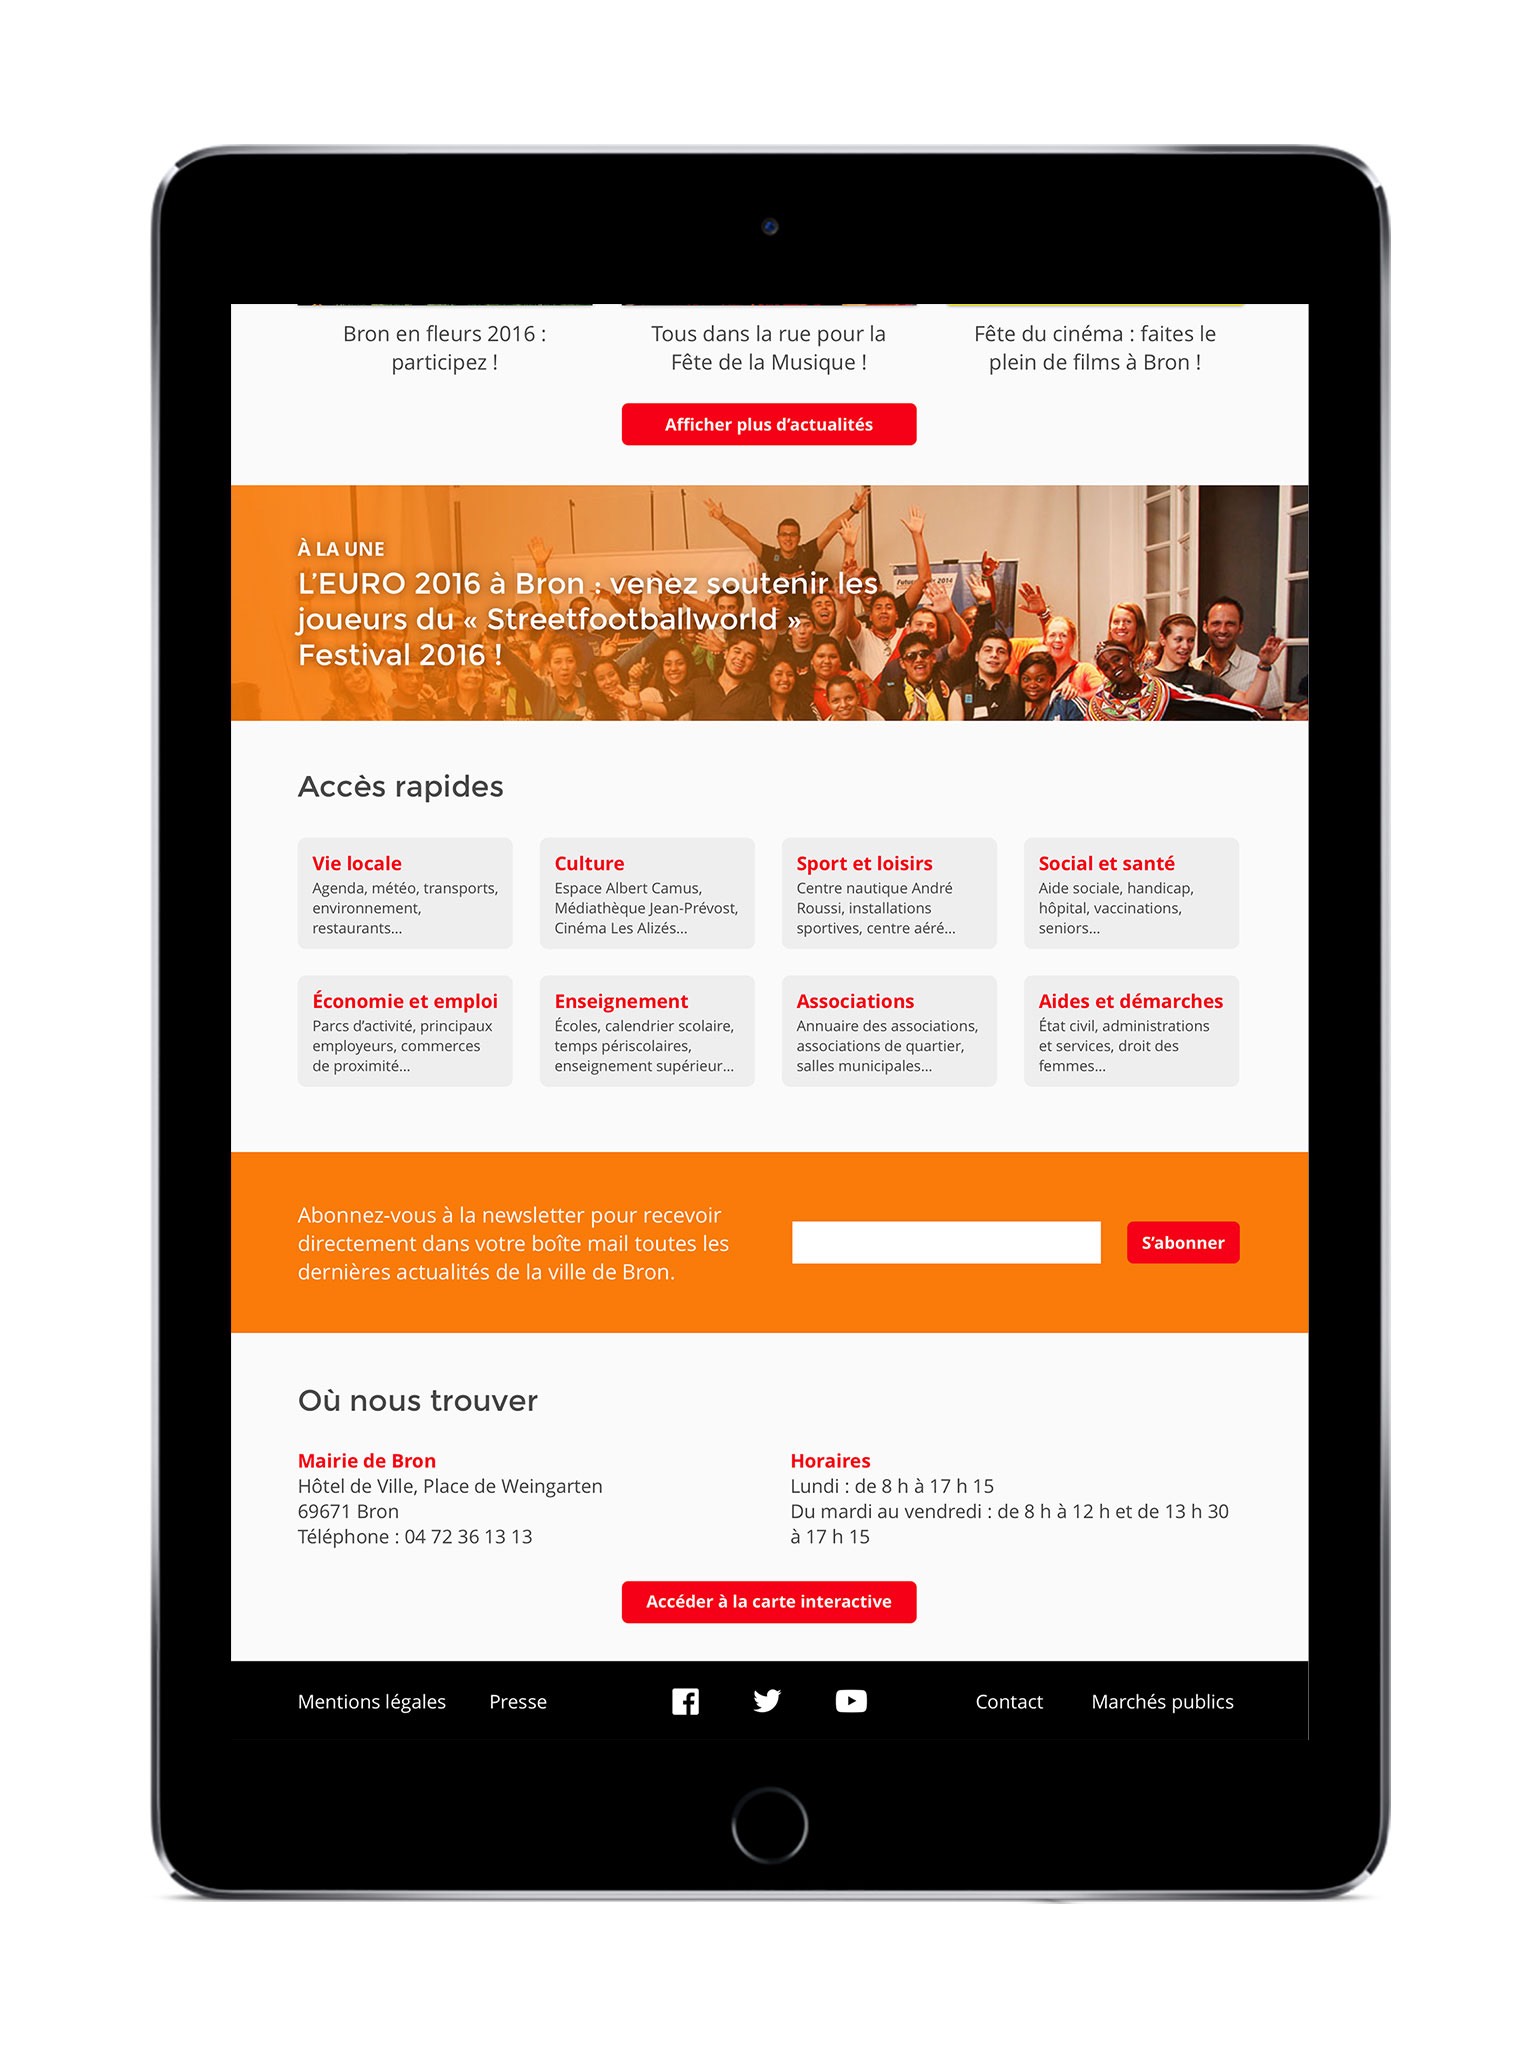 Bron en fleurs 2016 :
participez !
Tous dans la rue pour la
Fête de la Musique !
Fête du cinéma : faites le
plein de films à Bron !
Afficher plus d’actualités
À LA UNE
L’EURO 2016 à Bron : venez soutenir les
joueurs du « Streetfootballworld »
Festival 2016 !
Accès rapides
Vie locale
Agenda, météo, transports,
environnement,
restaurants...
Culture
Espace Albert Camus,
Médiathèque Jean-Prévost,
Cinéma Les Alizés...
Sport et loisirs
Centre nautique André
Roussi, installations
sportives, centre aéré...
Social et santé
Aide sociale, handicap,
hôpital, vaccinations,
seniors...
Économie et emploi
Parcs d’activité, principaux
employeurs, commerces
de proximité...
Enseignement
Écoles, calendrier scolaire,
temps périscolaires,
enseignement supérieur...
Associations
Annuaire des associations,
associations de quartier,
salles municipales...
Aides et démarches
État civil, administrations
et services, droit des
femmes...
Abonnez-vous à la newsletter pour recevoir
directement dans votre boîte mail toutes les
dernières actualités de la ville de Bron.
S’abonner
Où nous trouver
Mairie de Bron
Hôtel de Ville, Place de Weingarten
69671 Bron
Téléphone : 04 72 36 13 13
Horaires
Lundi : de 8 h à 17 h 15
Du mardi au vendredi : de 8 h à 12 h et de 13 h 30
à 17 h 15
Accéder à la carte interactive
Mentions légales
Presse
Contact
Marchés publics